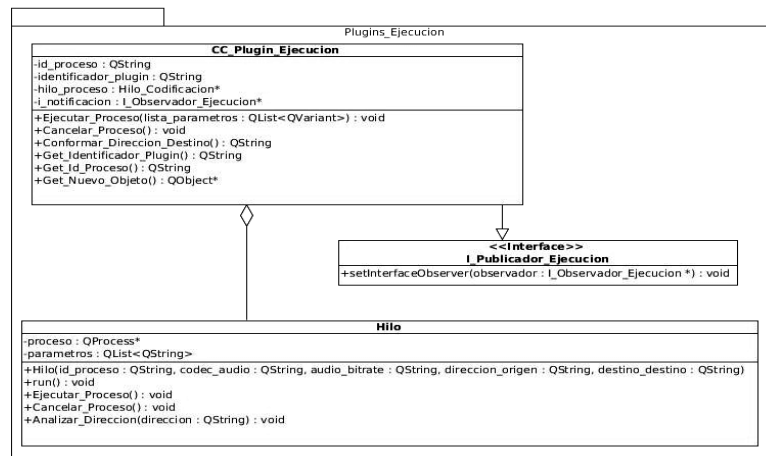 Plugins_Ejecucion
CC_Plugin_Ejecucion
-id_proceso : QString
-identificador_plugin : QString
-hilo_proceso : Hilo_Codificacion*
-i_notificacion : I_Observador_Ejecucion*
+Ejecutar_Proceso(lista_parametros : QList<QVariant>) : void
+Cancelar_Proceso() : void
+Conformar_Direccion_Destino() : QString
+Get_Identificador_Plugin() : QString
+Get_Id_Proceso() : QString
+Get_Nuevo_Objeto() : QObject*
<<Interface>>
I_Publicador_Ejecucion
+setInterfaceObserver(observador : I_Observador_Ejecucion *) : void
Hilo
-proceso : QProcess*
-parametros : QList<QString>
+Hilo(id_proceso : QString, codec_audio : QString, audio_bitrate : QString, direccion_origen : QString, destino_destino : QString)
+run() : void
+Ejecutar_Proceso() : void
+Cancelar_Proceso() : void
+Analizar_Direccion(direccion : QString) : void